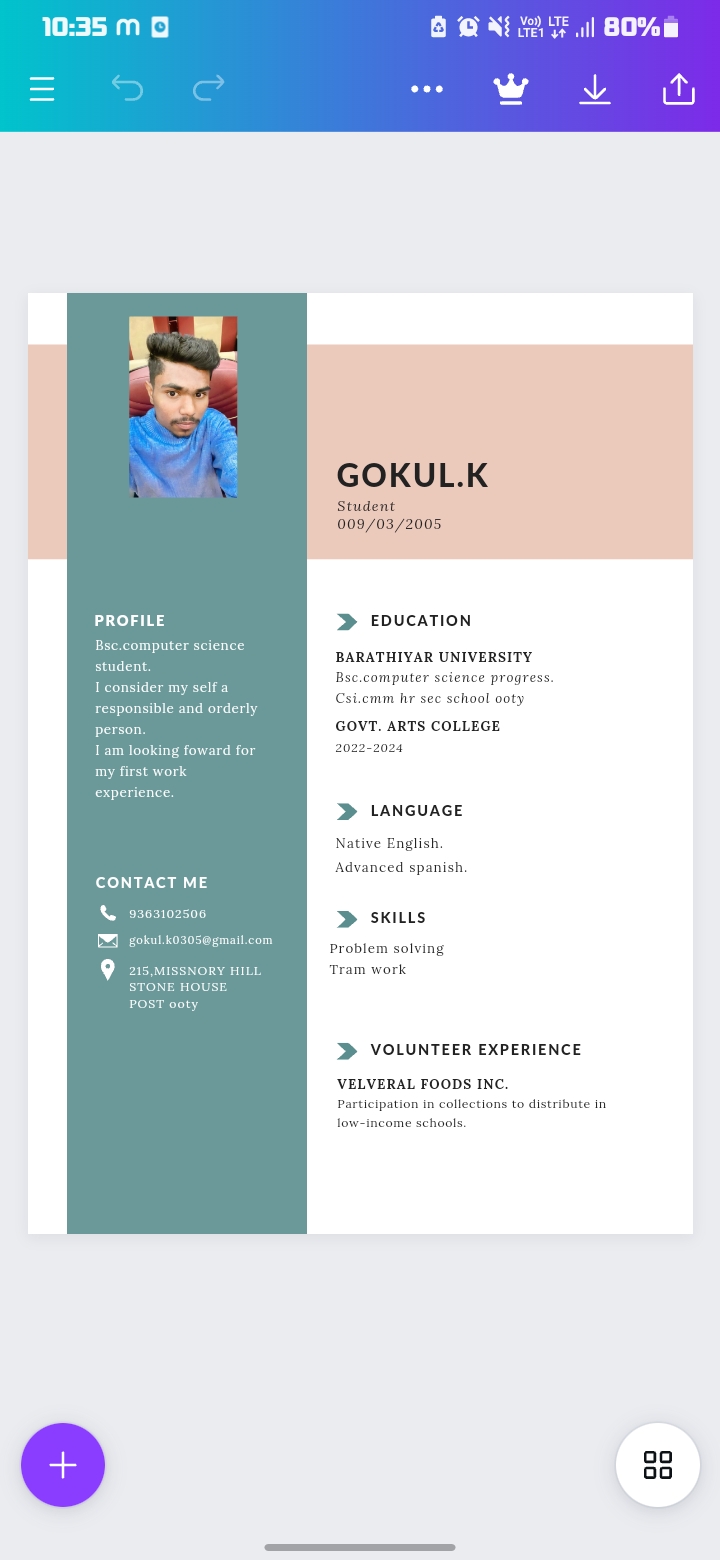 10:35
Vo) LTE
LTE1
80%
GOKUL.K
Student
009/03/2005
PROFILE
Bsc.computer science
student.
I consider my self a
responsible and orderly
person.
I am looking foward for
my first work
experience.
CONTACT ME
9363102506
gokul.k0305@gmail.com
215,MISSNORY HILL
STONE HOUSE
POST ooty
EDUCATION
BARATHIYAR UNIVERSITY
Bsc.computer science progress.
Csi.cmm hr sec school ooty
GOVT. ARTS COLLEGE
2022-2024
LANGUAGE
Native English.
Advanced spanish.
SKILLS
Problem solving
Tram work
VOLUNTEER EXPERIENCE
VELVERAL FOODS INC.
Participation in collections to distribute in
low-income schools.